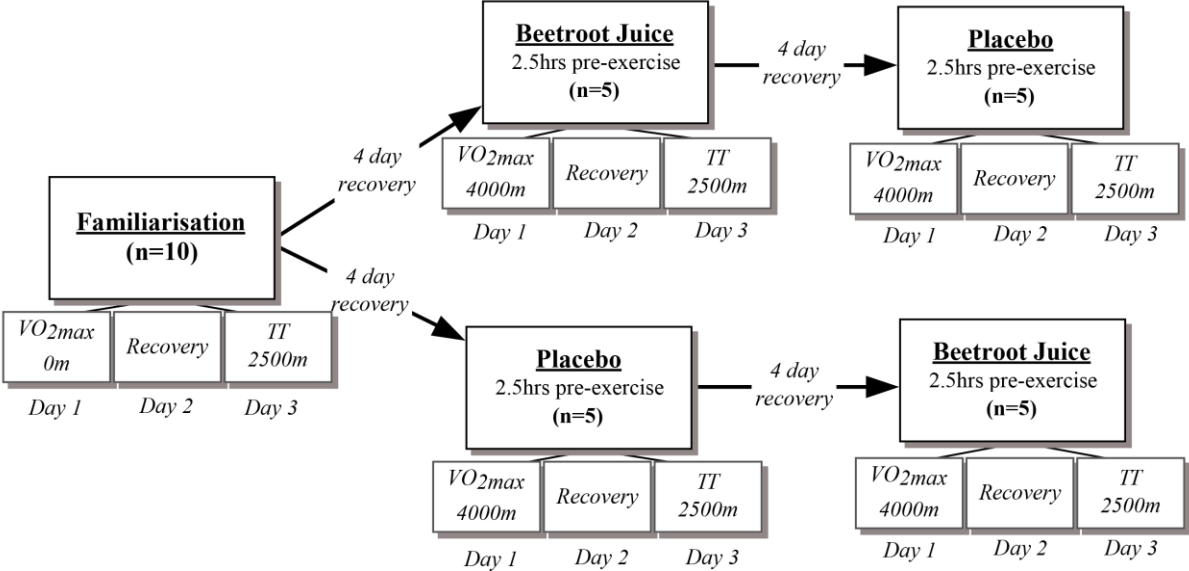 Familiarisation
(n=10)
VO2max
0m
Recovery
TT
2500m
Day 1
Day 2
Day 3
4 day
recovery
Beetroot Juice
2.5hrs pre-exercise
(n=5)
VO2max
4000m
Recovery
TT
2500m
Day 1
Day 2
Day 3
4 day
recovery
Placebo
2.5hrs pre-exercise
(n=5)
VO2max
4000m
Recovery
TT
2500m
Day 1
Day 2
Day 3
4 day
recovery
Placebo
2.5hrs pre-exercise
(n=5)
VO2max
4000m
Recovery
TT
2500m
Day 1
Day 2
Day 3
4 day
recovery
Beetroot Juice
2.5hrs pre-exercise
(n=5)
VO2max
4000m
Recovery
TT
2500m
Day 1
Day 2
Day 3